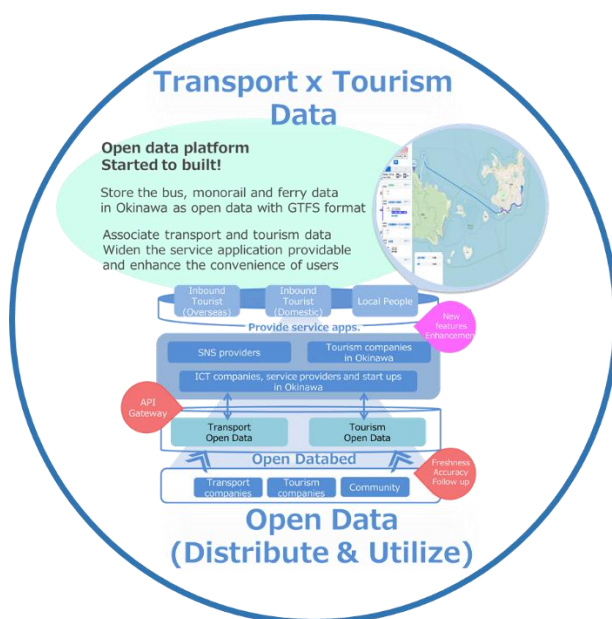 Transport x Tourism
Data
Open data platform
Started to built!
Store the bus, monorail and ferry data
in Okinawa as open data with GTFS format
Associate transport and tourism data
Widen the service application providable
and enhance the convenience of users
Inbound
Tourist
(Overseas)
Inbound
Tourist
(Domestic)
Local People
Provide service apps.
New
features
Enhancement
SNS providers
Tourism companies
in Okinawa
ICT companies, service providers and start ups
in Okinawa
API
Gateway
Transport
Open Data
Tourism
Open Data
Open Databed
Freshness
Accuracy
Follow up
Transport
companies
Tourism
companies
Community
Open Data
(Distribute & Utilize)